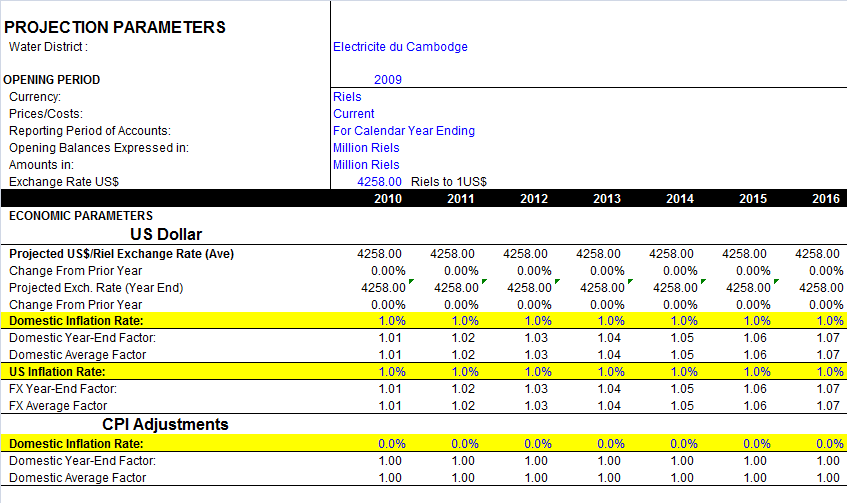 PROJECTION PARAMETERS
Water District : Electricite du Cambodge
OPENING PERIOD 2009
Currency: Riels
Prices/Costs: Current
Reporting Period of Accounts: For Calendar Year Ending
Opening Balances Expressed in: Million Riels
Amounts in: Million Riels
Exchange Rate US$ 4258.00 Riels to 1US$
2010 2011 2012 2013 2014 2015 2016
ECONOMIC PARAMETERS
US Dollar
Projected US$/Riel Exchange Rate (Ave) 4258.00 4258.00 4258.00 4258.00 4258.00 4258.00 4258.00
Change From Prior Year 0.00% 0.00% 0.00% 0.00% 0.00% 0.00% 0.00%
Projected Exch. Rate (Year End) 4258.00 4258.00 4258.00 4258.00 4258.00 4258.00 4258.00
Change From Prior Year 0.00% 0.00% 0.00% 0.00% 0.00% 0.00% 0.00%
Domestic Inflation Rate: 1.0% 1.0% 1.0% 1.0% 1.0% 1.0% 1.0%
Domestic Year-End Factor: 1.01 1.02 1.03 1.04 1.05 1.06 1.07
Domestic Average Factor 1.01 1.02 1.03 1.04 1.05 1.06 1.07
US Inflation Rate: 1.0% 1.0% 1.0% 1.0% 1.0% 1.0% 1.0%
FX Year-End Factor: 1.01 1.02 1.03 1.04 1.05 1.06 1.07
FX Average Factor 1.01 1.02 1.03 1.04 1.05 1.06 1.07
CPI Adjustments
Domestic Inflation Rate: 0.0% 0.0% 0.0% 0.0% 0.0% 0.0% 0.0%
Domestic Year-End Factor: 1.00 1.00 1.00 1.00 1.00 1.00 1.00
Domestic Average Factor 1.00 1.00 1.00 1.00 1.00 1.00 1.00